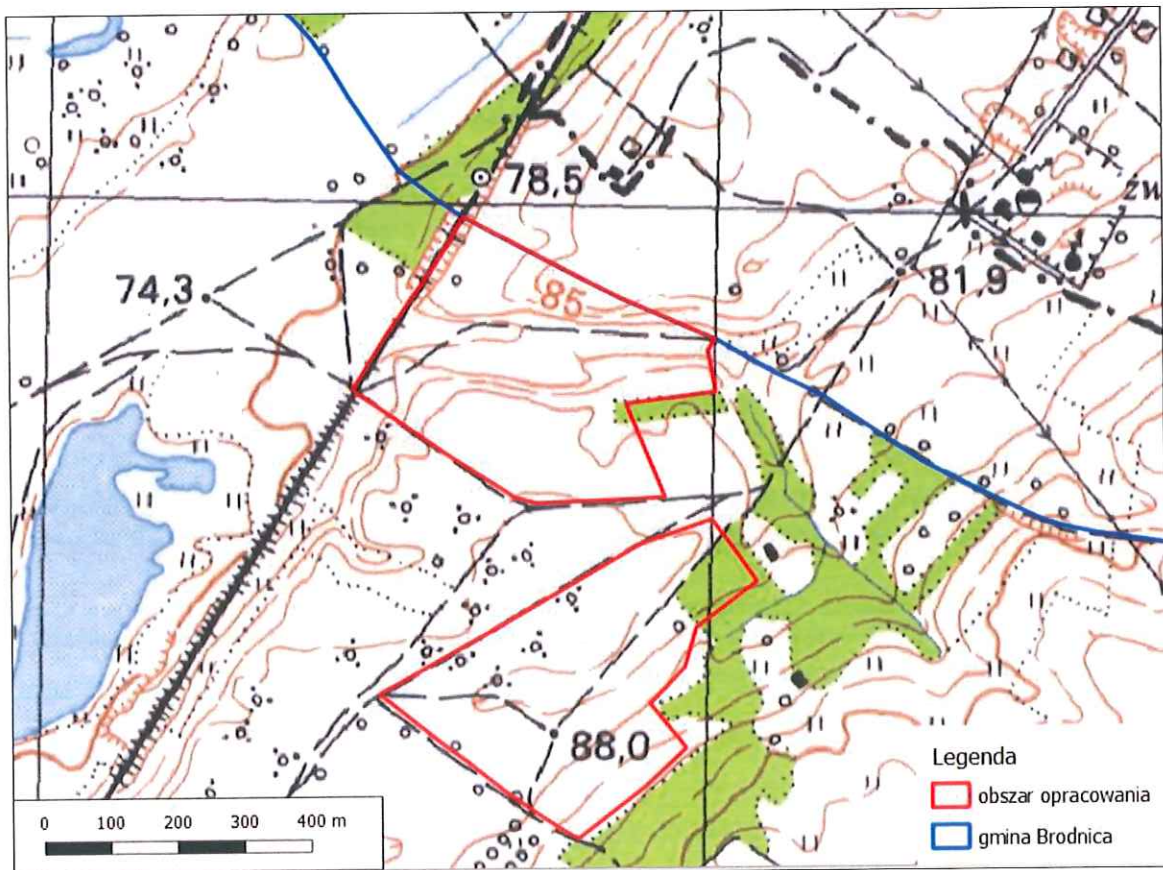 78,5
zw
74,3
85
81,9
88,0
Legenda
obszar opracowania
gmina Brodnica
0 100 200 300 400 m